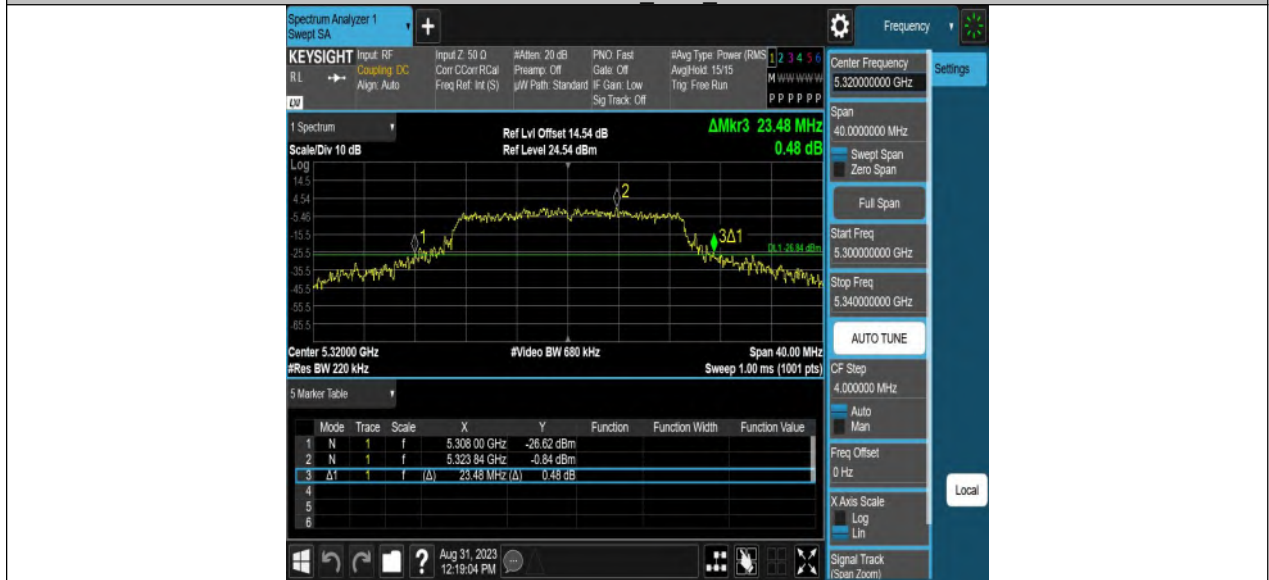 Spectrum Analyzer 1
Swept SA
+
Frequency
KEYSIGHT Input: RF Input Z: 50 Ω #Atten: 20 dB PNO: Fast #Avg Type: Power (RMS 1 2 3 4 5 6
RL Coupling: DC Corr CCorr RCal Preamp: Off Gate: Off Avg|Hold: 15/15 M W W W W W
Align: Auto Freq Ref: Int (S) µW Path: Standard IF Gain: Low Trig: Free Run
Sig Track: Off P P P P P P
LXI
Center Frequency
5.320000000 GHz
Settings
Span
40.0000000 MHz
Swept Span
Zero Span
Full Span
Start Freq
5.300000000 GHz
Stop Freq
5.340000000 GHz
AUTO TUNE
CF Step
4.000000 MHz
Auto
Man
Freq Offset
0 Hz
X Axis Scale
Log
Lin
Signal Track
(Span Zoom)
Local
1 Spectrum
Ref Lvl Offset 14.54 dB
ΔMkr3 23.48 MHz
Scale/Div 10 dB
Ref Level 24.54 dBm
0.48 dB
Log
14.5
4.54
-5.46
-15.5
-25.5
-35.5
-45.5
-55.5
-65.5
1
2
3Δ1
DL1 -26.84 dBm
Center 5.32000 GHz #Video BW 680 kHz Span 40.00 MHz
#Res BW 220 kHz Sweep 1.00 ms (1001 pts)
5 Marker Table
Mode Trace Scale X Y Function Function Width Function Value
1 N 1 f 5.308 00 GHz -26.62 dBm
2 N 1 f 5.323 84 GHz -0.84 dBm
3 Δ1 1 f (Δ) 23.48 MHz (Δ) 0.48 dB
4
5
6
?
Aug 31, 2023
12:19:04 PM